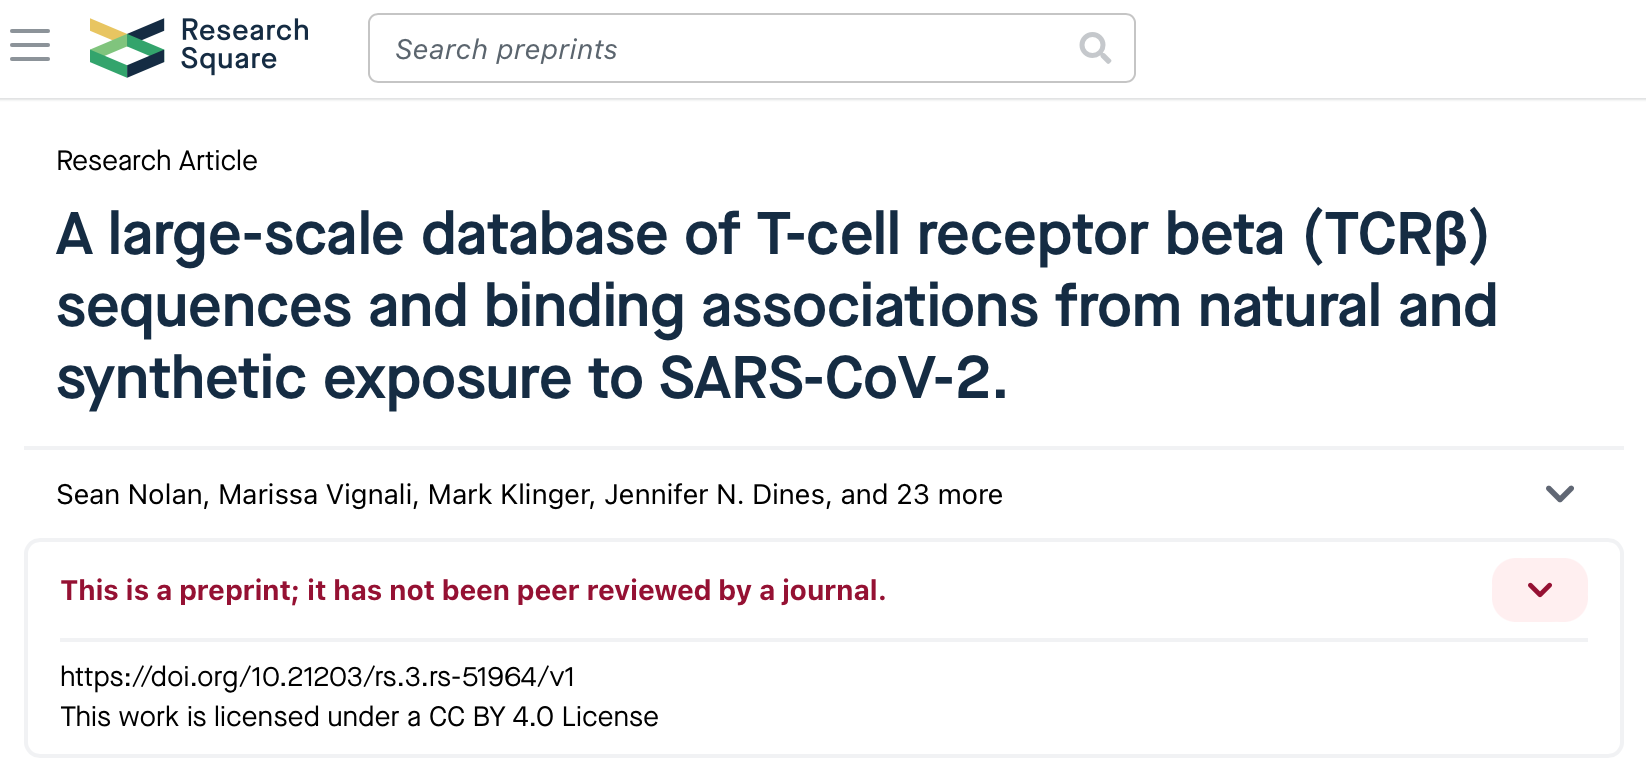 Research
Square
Search preprints
Research Article
A large-scale database of T-cell receptor beta (TCRβ)
sequences and binding associations from natural and
synthetic exposure to SARS-CoV-2.
Sean Nolan, Marissa Vignali, Mark Klinger, Jennifer N. Dines, and 23 more
This is a preprint; it has not been peer reviewed by a journal.
https://doi.org/10.21203/rs.3.rs-51964/v1
This work is licensed under a CC BY 4.0 License